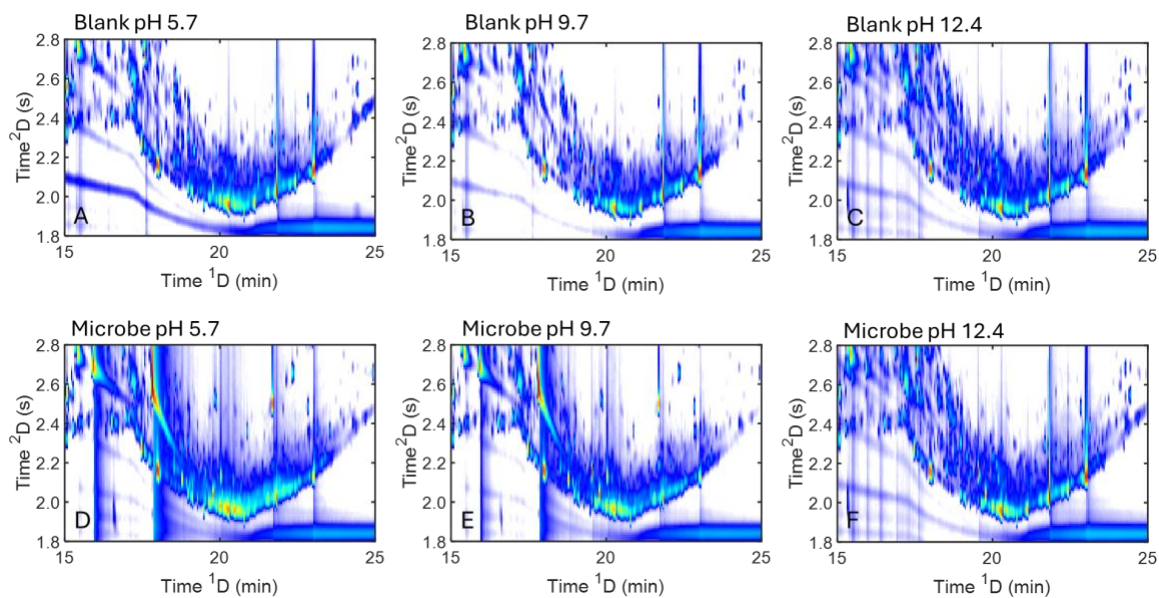 Blank pH 5.7
Blank pH 9.7
Blank pH 12.4
2.8
2.6
2.4
2.2
2.0
1.8
Time ²D (s)
A
15
20
25
Time ¹D (min)
2.8
2.6
2.4
2.2
2.0
1.8
Time²D (s)
B
15
20
25
Time ¹D (min)
2.8
2.6
2.4
2.2
2.0
1.8
Time²D (s)
C
15
20
25
Time ¹D (min)
Microbe pH 5.7
Microbe pH 9.7
Microbe pH 12.4
2.8
2.6
2.4
2.2
2.0
1.8
Time ²D (s)
D
15
20
25
Time ¹D (min)
2.8
2.6
2.4
2.2
2.0
1.8
Time ²D (s)
E
15
20
25
Time ¹D (min)
2.8
2.6
2.4
2.2
2.0
1.8
Time ²D (s)
F
15
20
25
Time ¹D (min)